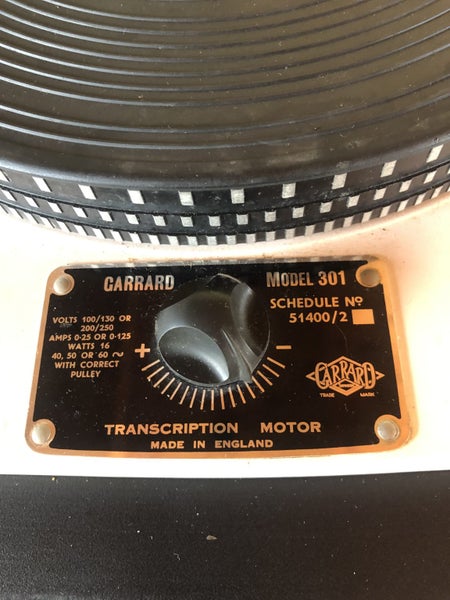 GARRARD
MODEL 301
SCHEDULE Nº
51400/2
VOLTS 100/130 OR
200/250
AMPS 0·25 OR 0·125
WATTS 16
40, 50 OR 60 ~
WITH CORRECT
PULLEY
+ −
GARRARD
TRADE MARK
TRANSCRIPTION MOTOR
MADE IN ENGLAND